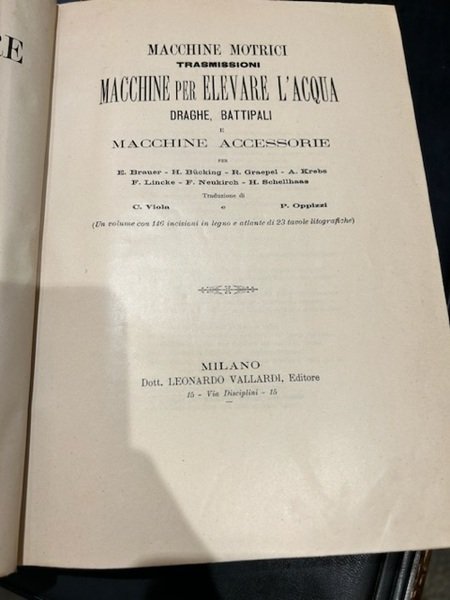 RE
MACCHINE MOTRICI
TRASMISSIONI
MACCHINE PER ELEVARE L'ACQUA
DRAGHE, BATTIPALI
E
MACCHINE ACCESSORIE
PER
E. Brauer - H. Bücking - R. Graepel - A. Krebs
F. Lincke - F. Neukirch - H. Schellhaas
Traduzione di
C. Viola e P. Oppizzi
(Un volume con 146 incisioni in legno e atlante di 23 tavole litografiche)
MILANO
Dott. LEONARDO VALLARDI, Editore
15 - Via Disciplini - 15